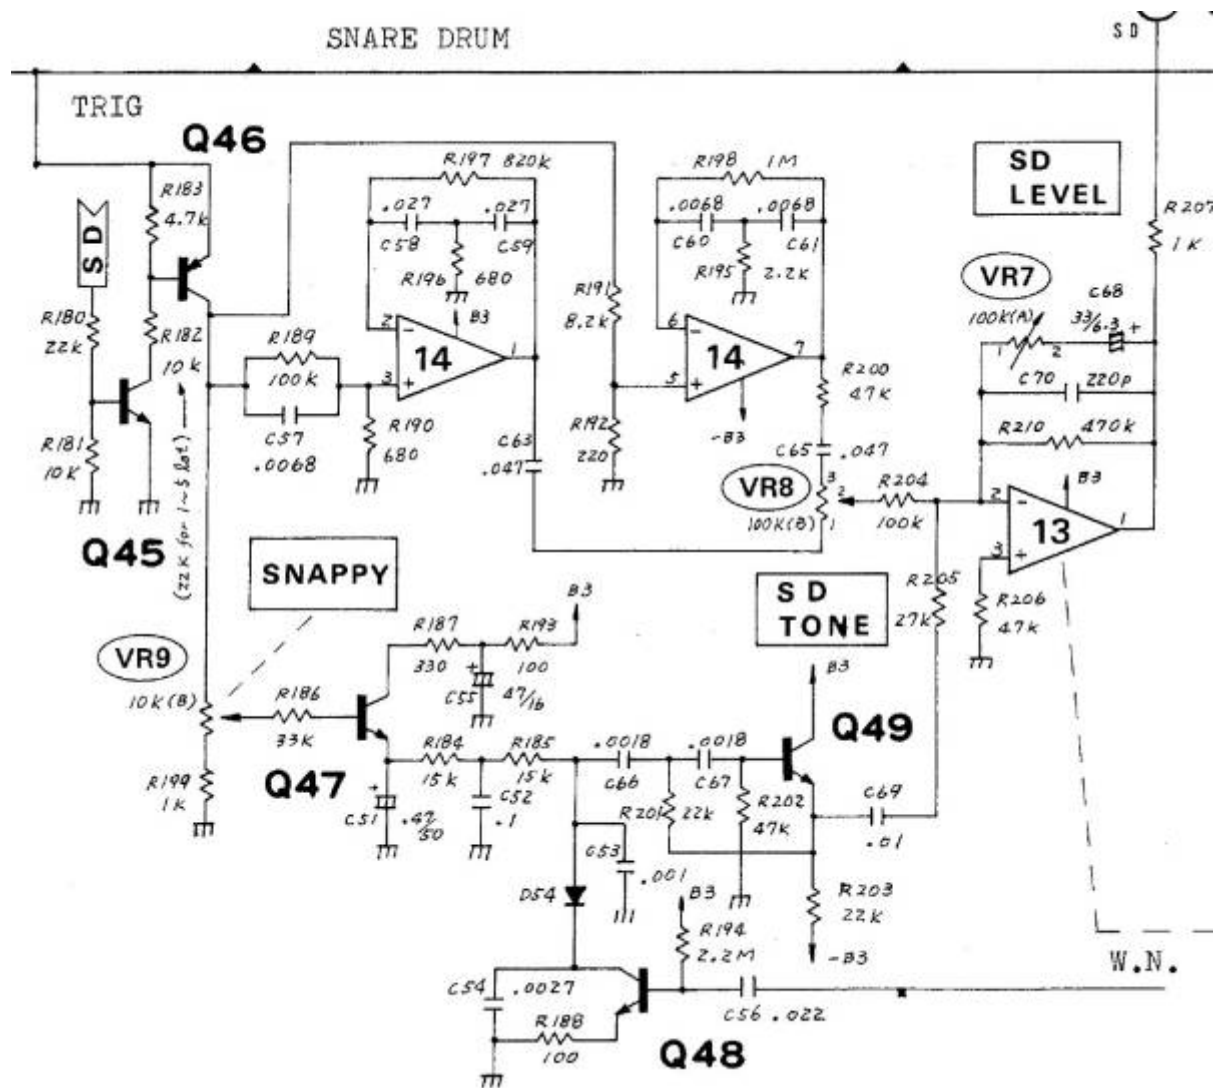 SD
SNARE DRUM
TRIG
Q46
R183
4.7K
SD
R180
22K
R182
10K
R181
10K
Q45
(22K for 1~5 lot)
R189
100K
C57
.0068
R197 820K
.027
.027
C58
C59
R196
680
2
B3
14
1
3
R190
680
C63
.047
R191
8.2K
R192
220
R198 1M
.0068
.0068
C60
C61
R195
2.2K
6
14
7
5
-B3
R200
47K
C65
.047
3
VR8
2
100K(B)
1
R204
100K
SD
LEVEL
R207
1K
VR7
100K(A)
1
2
C68
33/6.3
+
C70
220P
R210
470K
B3
2
13
1
3
R206
47K
R205
27K
SNAPPY
VR9
10K(B)
R199
1K
R186
33K
Q47
R187
330
R193
100
B3
+
C55
47/16
R184
15K
R185
15K
+
C51
.47/50
C52
.1
.0018
.0018
C66
C67
R201
22K
R202
47K
SD
TONE
B3
Q49
C69
.01
R203
22K
-B3
C53
.001
D54
B3
R194
2.2M
C54
.0027
R188
100
Q48
C56 .022
W.N.